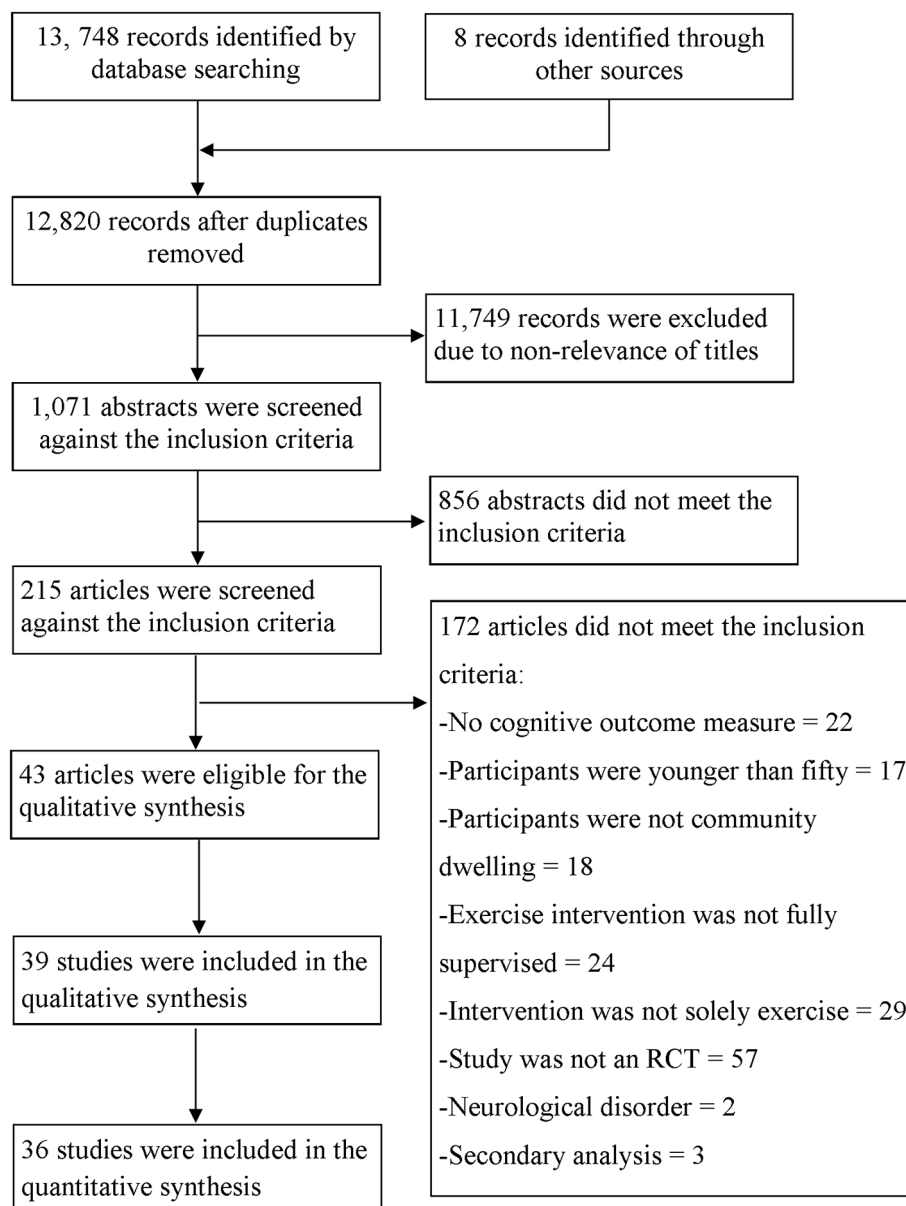 13, 748 records identified by
database searching
8 records identified through
other sources
12,820 records after duplicates
removed
11,749 records were excluded
due to non-relevance of titles
1,071 abstracts were screened
against the inclusion criteria
856 abstracts did not meet the
inclusion criteria
215 articles were screened
against the inclusion criteria
172 articles did not meet the inclusion
criteria:
-No cognitive outcome measure = 22
-Participants were younger than fifty = 17
-Participants were not community
dwelling = 18
-Exercise intervention was not fully
supervised = 24
-Intervention was not solely exercise = 29
-Study was not an RCT = 57
-Neurological disorder = 2
-Secondary analysis = 3
43 articles were eligible for the
qualitative synthesis
39 studies were included in the
qualitative synthesis
36 studies were included in the
quantitative synthesis